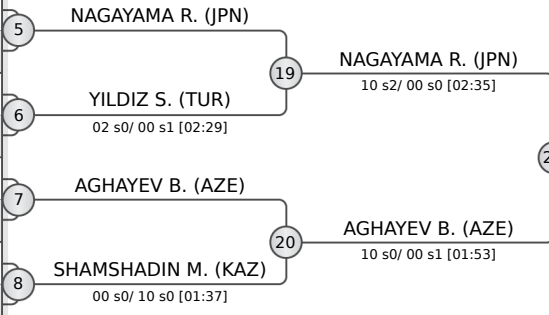 NAGAYAMA R. (JPN)
5
19
NAGAYAMA R. (JPN)
10 s2/ 00 s0 [02:35]
YILDIZ S. (TUR)
6
02 s0/ 00 s1 [02:29]
2
AGHAYEV B. (AZE)
7
20
AGHAYEV B. (AZE)
10 s0/ 00 s1 [01:53]
SHAMSHADIN M. (KAZ)
8
00 s0/ 10 s0 [01:37]